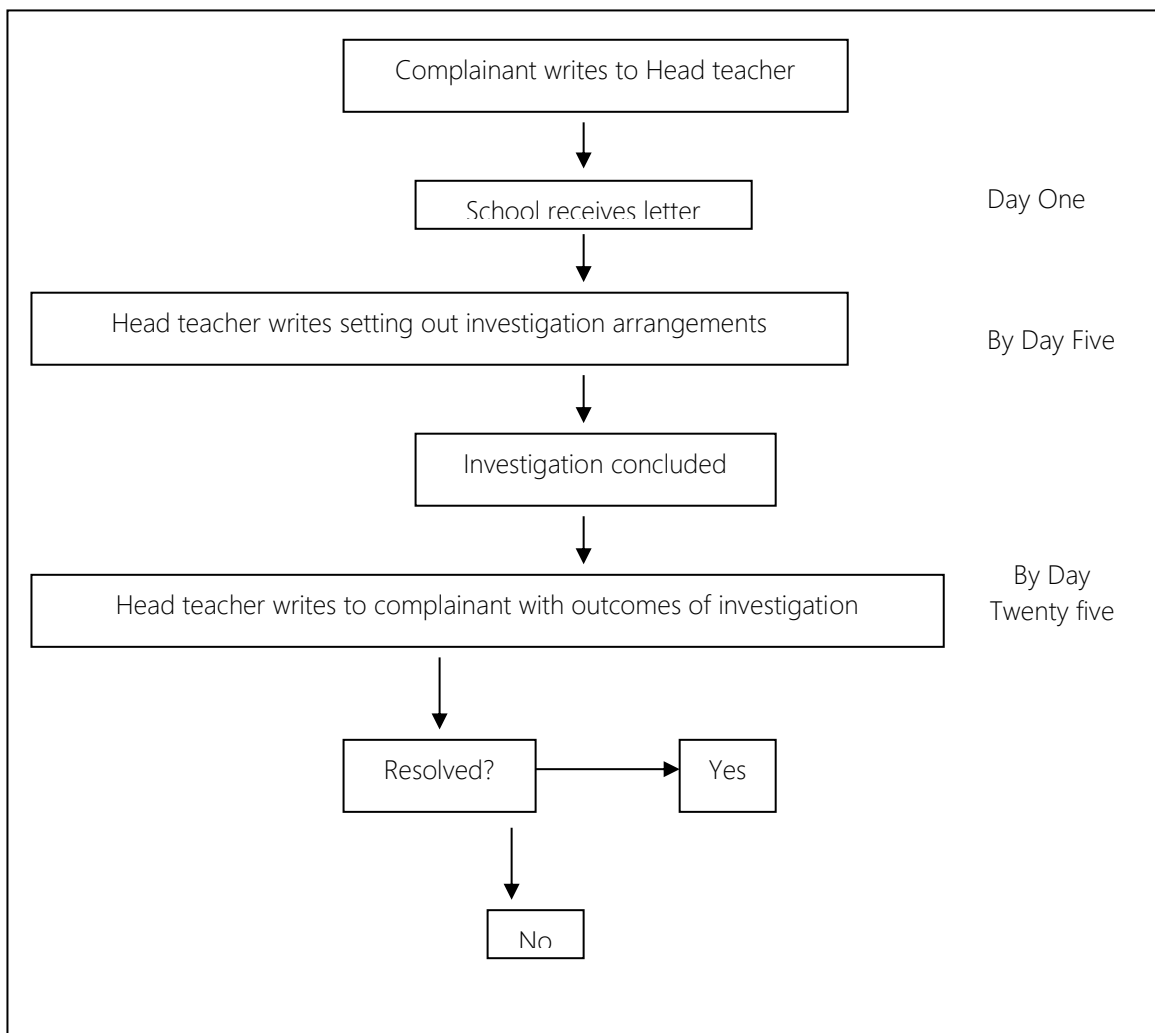 Complainant writes to Head teacher
School receives letter
Day One
Head teacher writes setting out investigation arrangements
By Day Five
Investigation concluded
Head teacher writes to complainant with outcomes of investigation
By Day
Twenty five
Resolved?
Yes
No